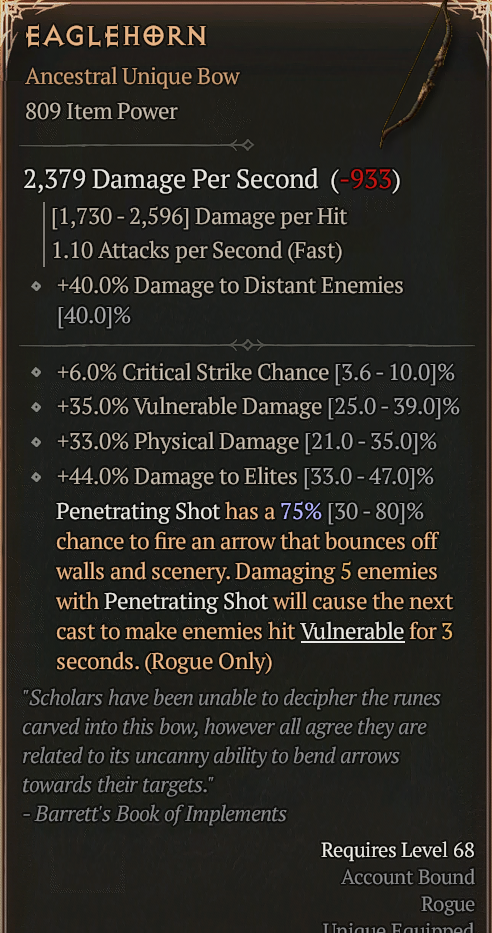 EAGLEHORN
Ancestral Unique Bow
809 Item Power
2,379 Damage Per Second (-933)
[1,730 - 2,596] Damage per Hit
1.10 Attacks per Second (Fast)
+40.0% Damage to Distant Enemies
[40.0]%
+6.0% Critical Strike Chance [3.6 - 10.0]%
+35.0% Vulnerable Damage [25.0 - 39.0]%
+33.0% Physical Damage [21.0 - 35.0]%
+44.0% Damage to Elites [33.0 - 47.0]%
Penetrating Shot has a 75% [30 - 80]%
chance to fire an arrow that bounces off
walls and scenery. Damaging 5 enemies
with Penetrating Shot will cause the next
cast to make enemies hit Vulnerable for 3
seconds. (Rogue Only)
"Scholars have been unable to decipher the runes
carved into this bow, however all agree they are
related to its uncanny ability to bend arrows
towards their targets."
- Barrett's Book of Implements
Requires Level 68
Account Bound
Rogue
Unique Equipped